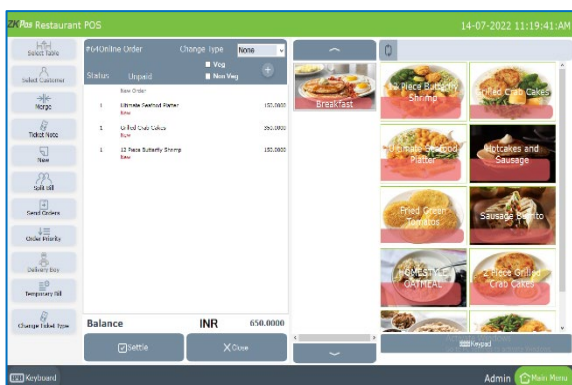 ZKPos Restaurant POS
14-07-2022 11:19:41:AM
Select Table
Select Customer
Merge
Ticket Note
New
Split Bill
Send Orders
Order Priority
Delivery Boy
Temporary Bill
Change Ticket Type
#64Online Order
Change Type
None
Veg
Non Veg
Status
Unpaid
New Order
1 Ultimate Seafood Platter 150.0000
New
1 Grilled Crab Cakes 350.0000
New
1 12 Piece Butterfly Shrimp 150.0000
New
Balance INR 650.0000
Settle
Close
Breakfast
12 Piece Butterfly
Shrimp
Grilled Crab Cakes
Ultimate Seafood
Platter
Hotcakes and
Sausage
Fried Green
Tomatos
Sausage Burrito
HOMESTYLE
OATMEAL
2 Piece Grilled
Crab Cakes
Keypad
Keyboard
Admin
Main Menu